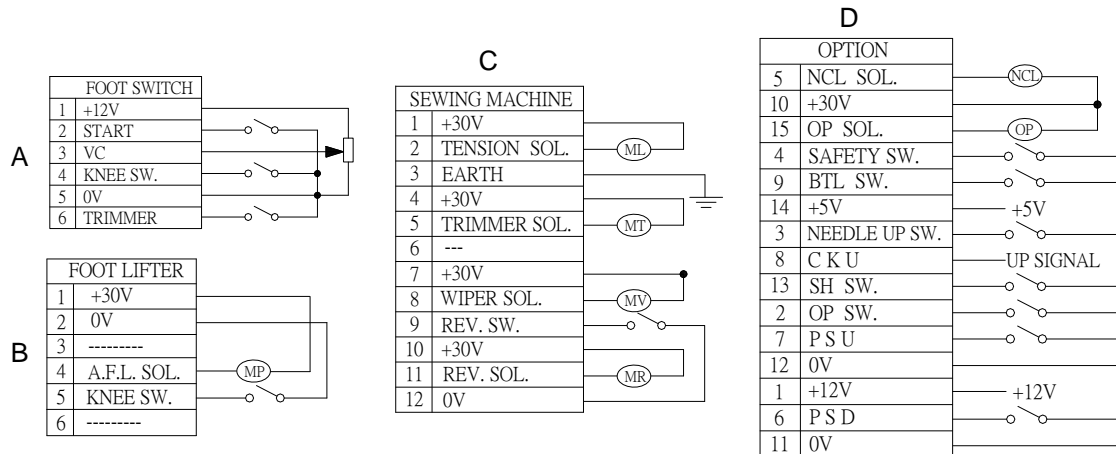 A
FOOT SWITCH
1 +12V
2 START
3 VC
4 KNEE SW.
5 0V
6 TRIMMER
B
FOOT LIFTER
1 +30V
2 0V
3 ---------
4 A.F.L. SOL. MP
5 KNEE SW.
6 ---------
C
SEWING MACHINE
1 +30V
2 TENSION SOL. ML
3 EARTH
4 +30V
5 TRIMMER SOL. MT
6 ---
7 +30V
8 WIPER SOL. MV
9 REV. SW.
10 +30V
11 REV. SOL. MR
12 0V
D
OPTION
5 NCL SOL. NCL
10 +30V
15 OP SOL. OP
4 SAFETY SW.
9 BTL SW.
14 +5V +5V
3 NEEDLE UP SW.
8 C K U UP SIGNAL
13 SH SW.
2 OP SW.
7 P S U
12 0V
1 +12V +12V
6 P S D
11 0V